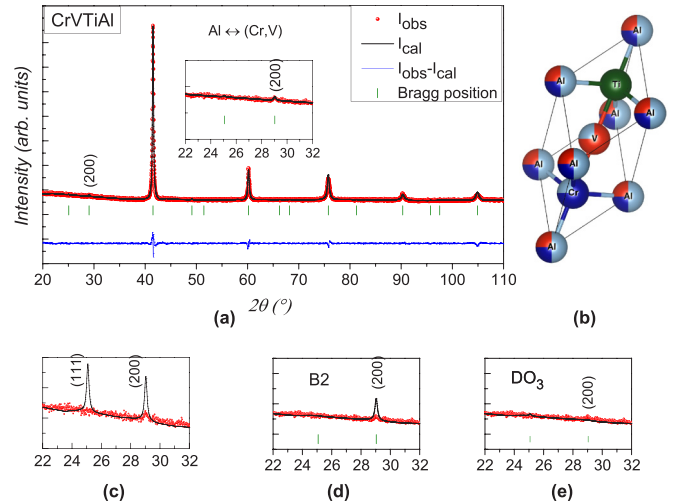 CrVTiAl
Al ↔ (Cr,V)
I_obs
I_cal
I_obs-I_cal
Bragg position
(200)
22 24 26 28 30 32
(200)
Intensity (arb. units)
20 30 40 50 60 70 80 90 100 110
2θ (°)
(a)
Al
Al
Ti
Al
Al
V
Al
Al
Cr
Al
Al
(b)
(111)
(200)
22 24 26 28 30 32
(c)
B2
(200)
22 24 26 28 30 32
(d)
DO₃
(200)
22 24 26 28 30 32
(e)